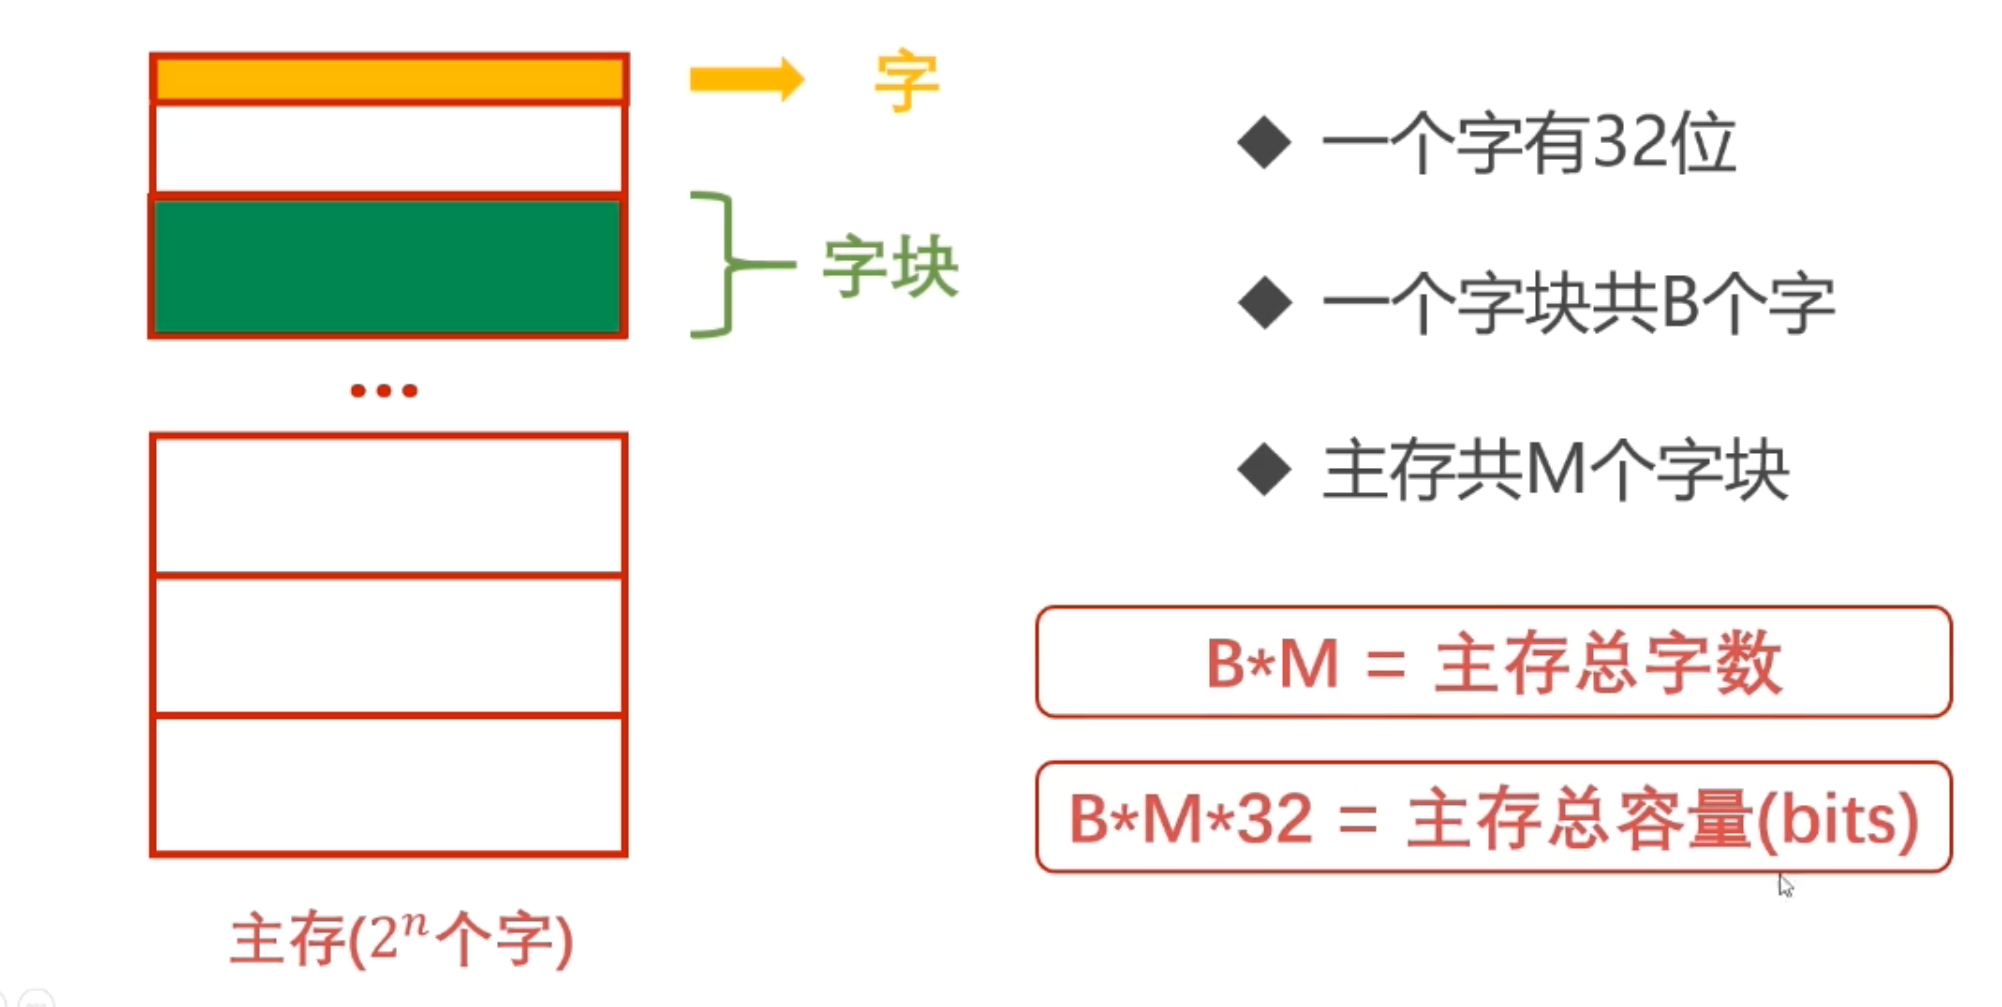 字
字块
...
主存(2ⁿ个字)
◆ 一个字有32位
◆ 一个字块共B个字
◆ 主存共M个字块
B*M = 主存总字数
B*M*32 = 主存总容量(bits)